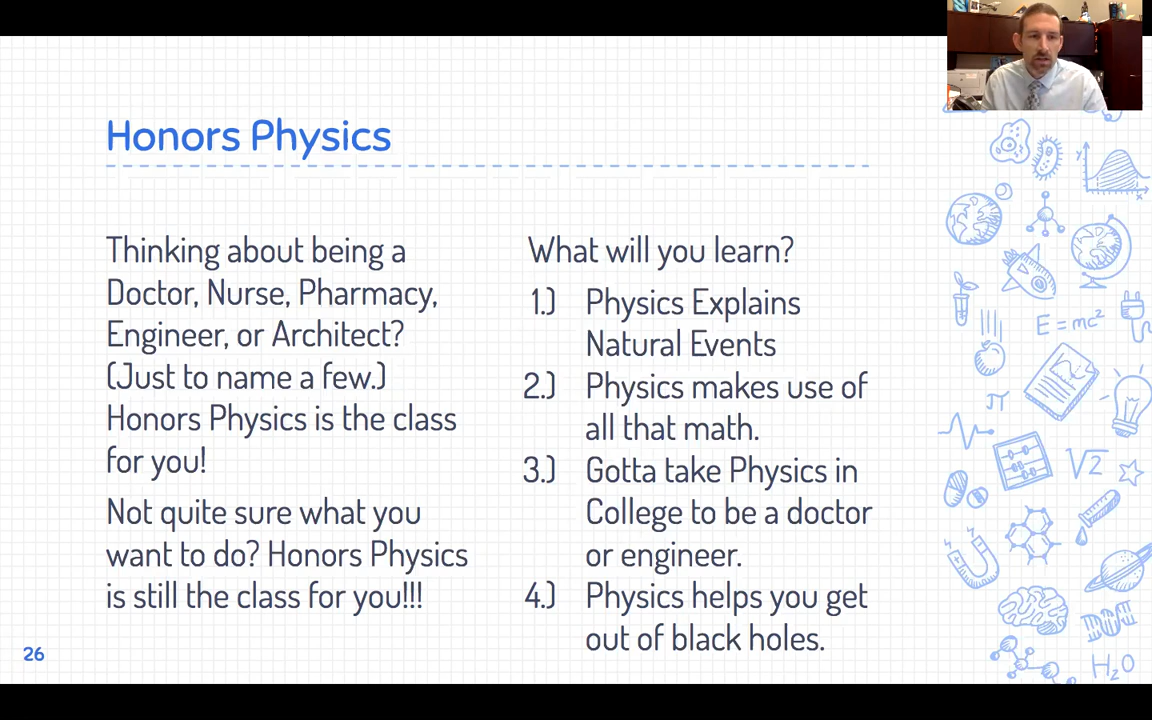 Honors Physics
Thinking about being a
Doctor, Nurse, Pharmacy,
Engineer, or Architect?
(Just to name a few.)
Honors Physics is the class
for you!
Not quite sure what you
want to do? Honors Physics
is still the class for you!!!
What will you learn?
1.) Physics Explains
Natural Events
2.) Physics makes use of
all that math.
3.) Gotta take Physics in
College to be a doctor
or engineer.
4.) Physics helps you get
out of black holes.
26
y
x
E = mc²
π
√2
H₂O